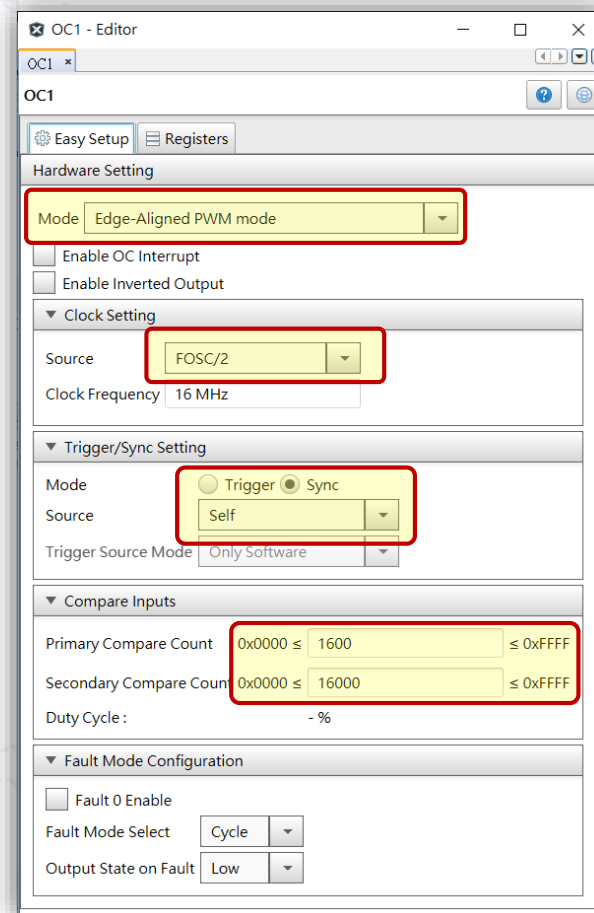 OC1 - Editor
OC1
OC1
Easy Setup
Registers
Hardware Setting
Mode Edge-Aligned PWM mode
Enable OC Interrupt
Enable Inverted Output
Clock Setting
Source FOSC/2
Clock Frequency 16 MHz
Trigger/Sync Setting
Mode Trigger Sync
Source Self
Trigger Source Mode Only Software
Compare Inputs
Primary Compare Count 0x0000 ≤ 1600 ≤ 0xFFFF
Secondary Compare Count 0x0000 ≤ 16000 ≤ 0xFFFF
Duty Cycle : - %
Fault Mode Configuration
Fault 0 Enable
Fault Mode Select Cycle
Output State on Fault Low